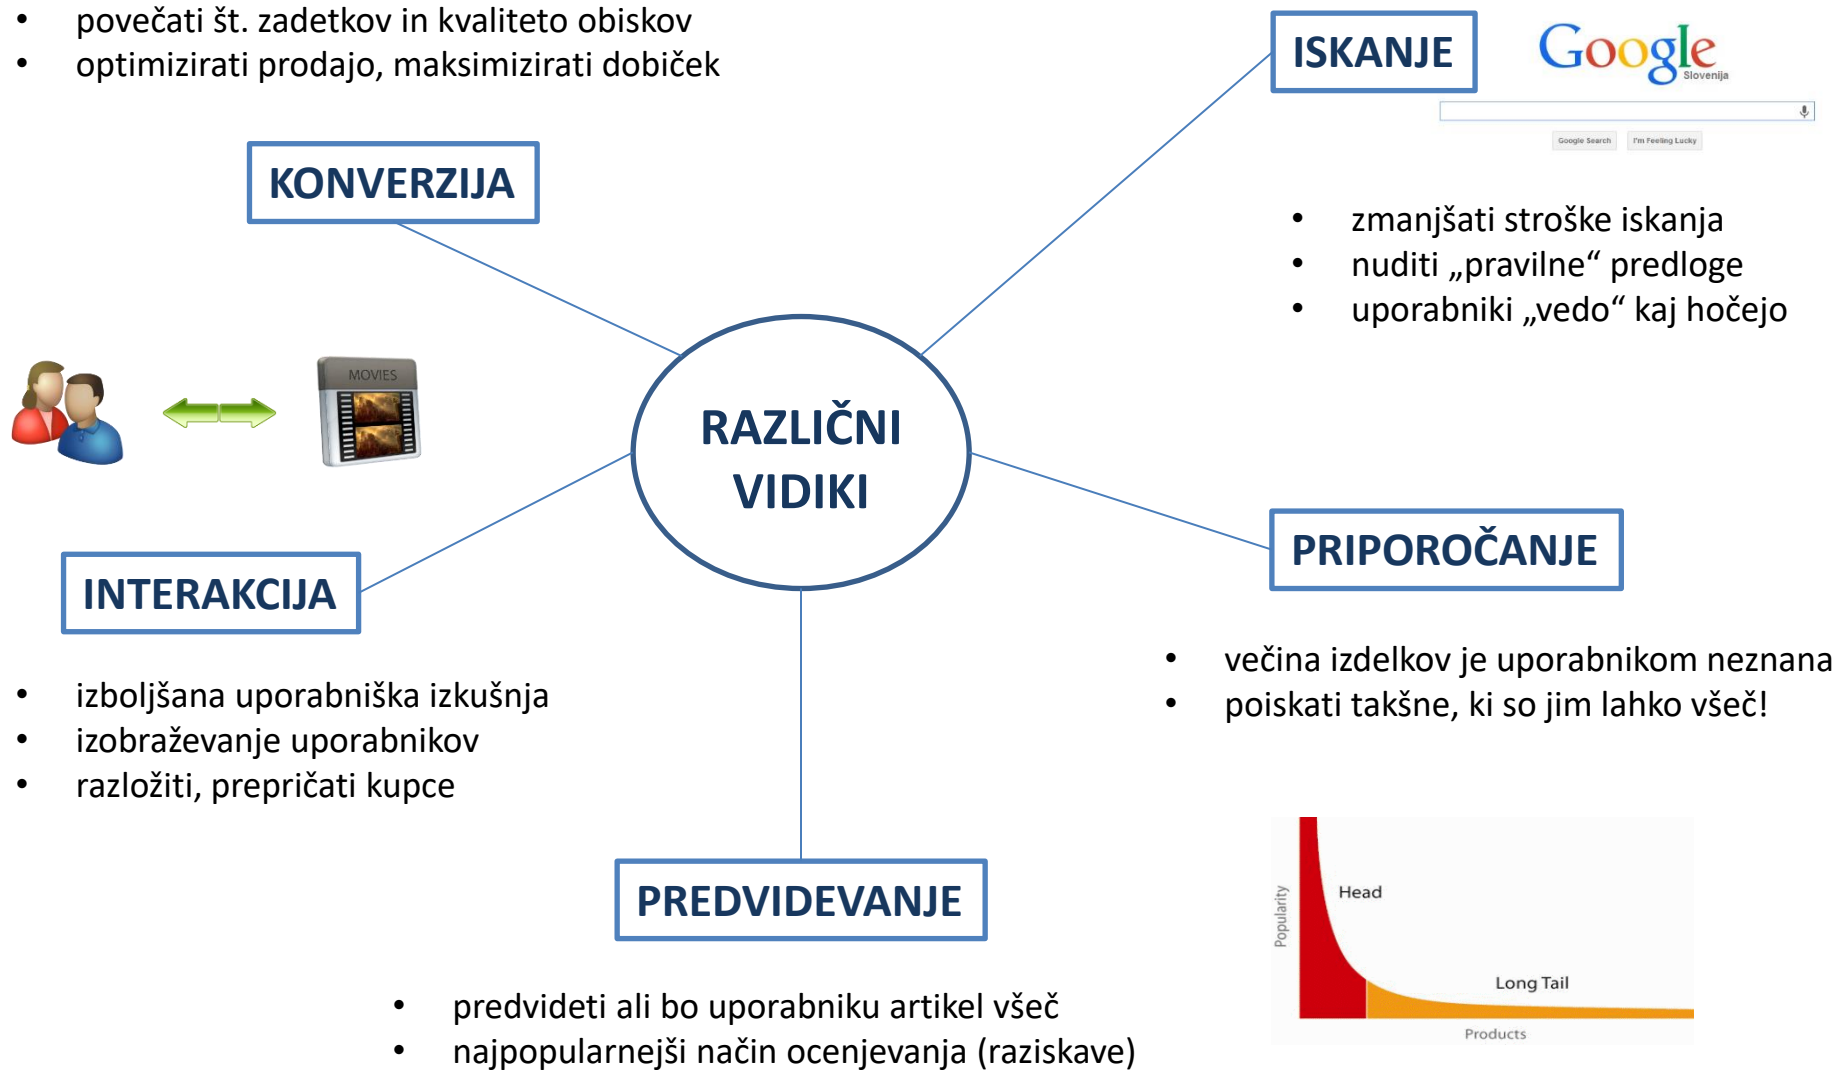 • povečati št. zadetkov in kvaliteto obiskov
• optimizirati prodajo, maksimizirati dobiček
KONVERZIJA
ISKANJE
Google
Slovenija
Google Search
I'm Feeling Lucky
• zmanjšati stroške iskanja
• nuditi „pravilne“ predloge
• uporabniki „vedo“ kaj hočejo
MOVIES
RAZLIČNI
VIDIKI
INTERAKCIJA
• izboljšana uporabniška izkušnja
• izobraževanje uporabnikov
• razložiti, prepričati kupce
PRIPOROČANJE
• večina izdelkov je uporabnikom neznana
• poiskati takšne, ki so jim lahko všeč!
PREDVIDEVANJE
• predvideti ali bo uporabniku artikel všeč
• najpopularnejši način ocenjevanja (raziskave)
Popularity
Head
Long Tail
Products